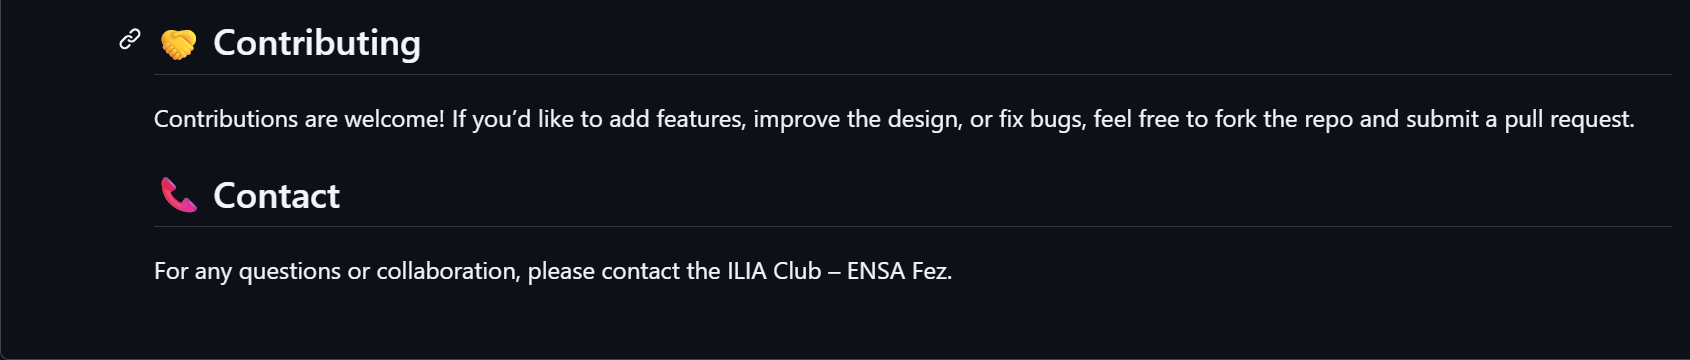 🤝 Contributing
Contributions are welcome! If you’d like to add features, improve the design, or fix bugs, feel free to fork the repo and submit a pull request.
📞 Contact
For any questions or collaboration, please contact the ILIA Club – ENSA Fez.